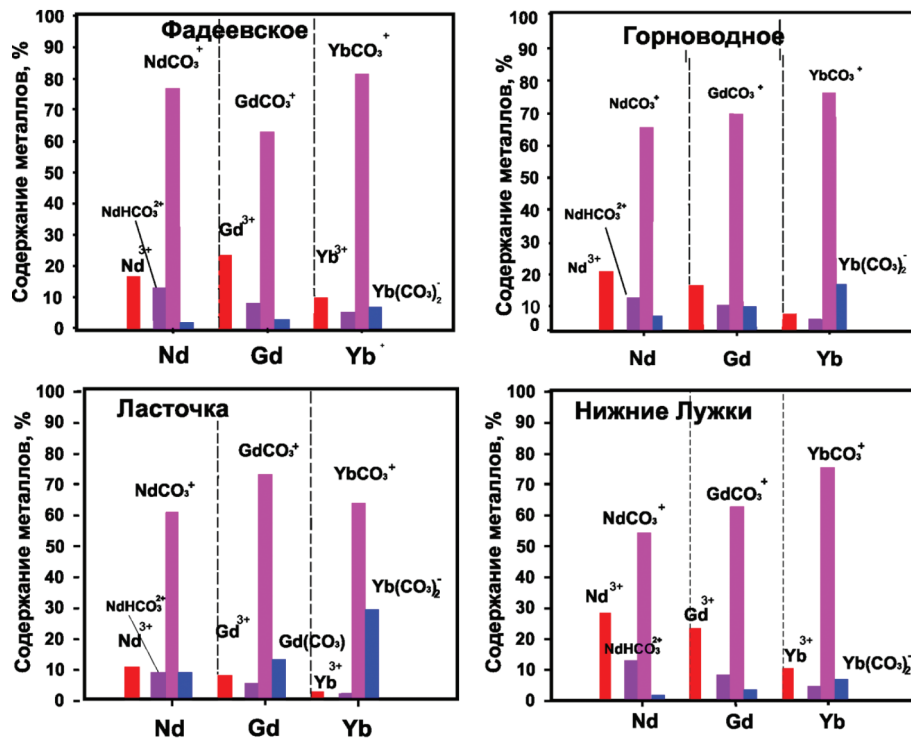 Фадеевское
Содержание металлов, %
100
90
80
70
60
50
40
30
20
10
0
NdCO₃⁺
GdCO₃⁺
YbCO₃⁺
NdHCO₃²⁺
Nd³⁺
Gd³⁺
Yb³⁺
Yb(CO₃)₂⁻
Nd
Gd
Yb⁺
Горноводное
Содержание металлов, %
100
90
80
70
60
50
40
30
20
10
0
NdCO₃⁺
GdCO₃⁺
YbCO₃⁺
NdHCO₃²⁺
Nd³⁺
Yb(CO₃)₂⁻
Nd
Gd
Yb
Ласточка
Содержание металлов, %
100
90
80
70
60
50
40
30
20
10
0
NdCO₃⁺
GdCO₃⁺
YbCO₃⁺
NdHCO₃²⁺
Nd³⁺
Gd³⁺
Gd(CO₃)
Yb³⁺
Yb(CO₃)₂⁻
Nd
Gd
Yb
Нижние Лужки
Содержание металлов, %
100
90
80
70
60
50
40
30
20
10
0
NdCO₃⁺
GdCO₃⁺
YbCO₃⁺
Nd³⁺
NdHCO₃²⁺
Gd³⁺
Yb³⁺
Yb(CO₃)₂⁻
Nd
Gd
Yb